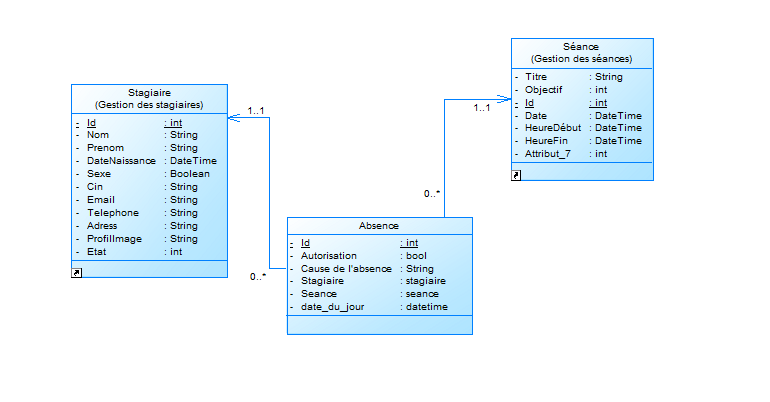 Stagiaire
(Gestion des stagiaires)
- Id : int
- Nom : String
- Prenom : String
- DateNaissance : DateTime
- Sexe : Boolean
- Cin : String
- Email : String
- Telephone : String
- Adress : String
- ProfilImage : String
- Etat : int
1..1
0..*
Absence
- Id : int
- Autorisation : bool
- Cause de l'absence : String
- Stagiaire : stagiaire
- Seance : seance
- date_du_jour : datetime
0..*
1..1
Séance
(Gestion des séances)
- Titre : String
- Objectif : int
- Id : int
- Date : DateTime
- HeureDébut : DateTime
- HeureFin : DateTime
- Attribut_7 : int